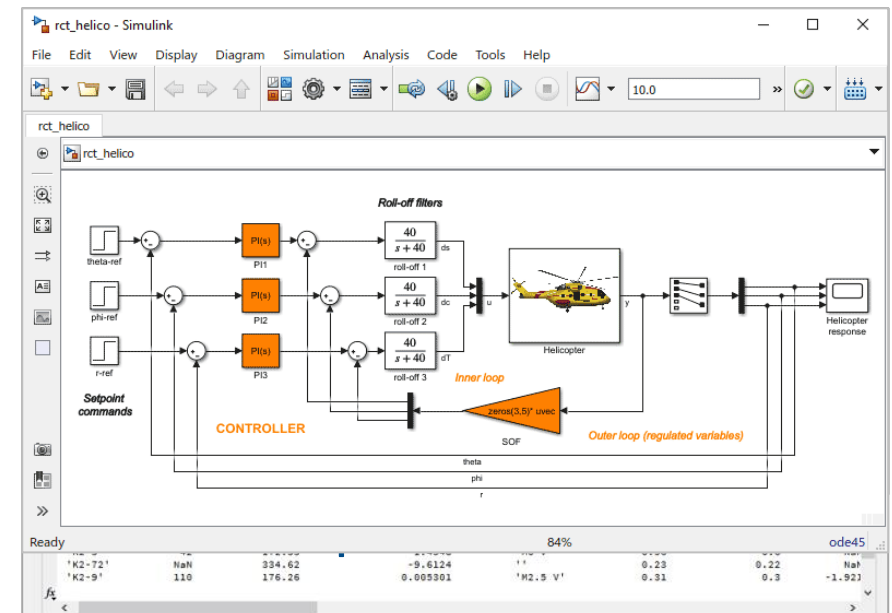 rct_helico - Simulink
File Edit View Display Diagram Simulation Analysis Code Tools Help
10.0
»
rct_helico
rct_helico
Roll-off filters
theta-ref
PI(s)
PI1
40
s + 40
ds
roll-off 1
phi-ref
PI(s)
PI2
40
s + 40
dc
roll-off 2
u
Helicopter
y
Helicopter
response
r-ref
PI(s)
PI3
40
s + 40
dT
roll-off 3
Setpoint
commands
Inner loop
CONTROLLER
zeros(3,5)* uvec
SOF
Outer loop (regulated variables)
theta
phi
r
»
Ready 84% ode45
'K2-72' NaN 334.62 -9.6124 '' 0.23 0.22 NaN
'K2-9' 110 176.26 0.005301 'M2.5 V' 0.31 0.3 -1.921
fx